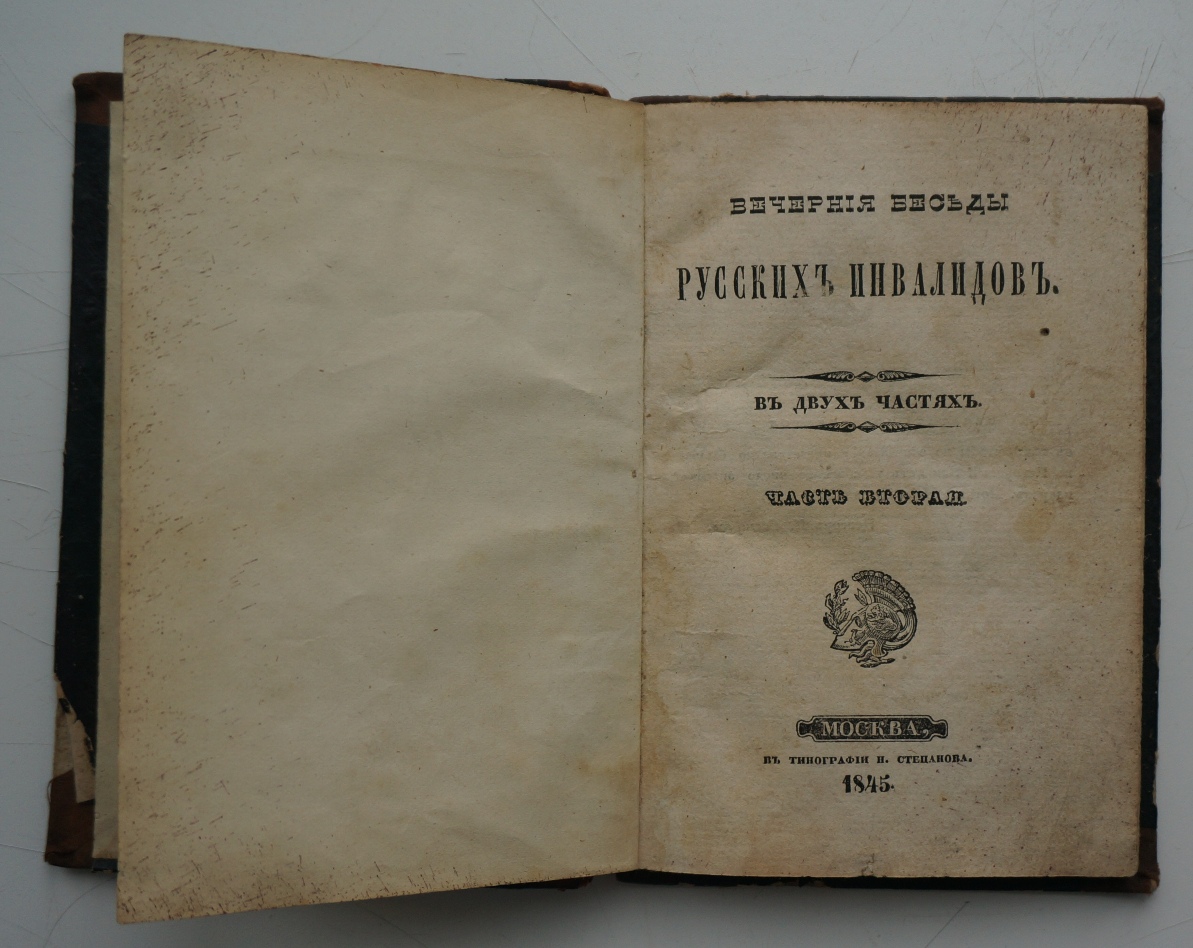 ВЕЧЕРНІЯ БЕСѢДЫ
РУССКИХЪ ИНВАЛИДОВЪ.
ВЪ ДВУХЪ ЧАСТЯХЪ.
ЧАСТЬ ВТОРАЯ.
МОСКВА,
ВЪ ТИПОГРАФІИ Н. СТЕПАНОВА.
1845.